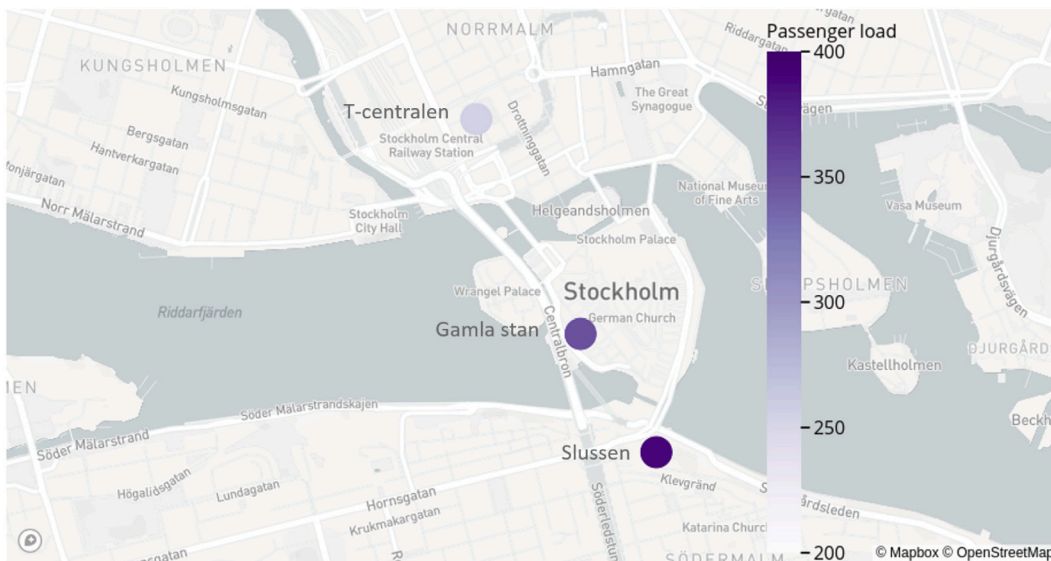 Passenger load
400
350
300
250
200
NORRMALM
Riddargatan
KUNGSHOLMEN
Hamngatan
Kungsholmsgatan
The Great
Synagogue
T-centralen
Drottninggatan
Bergsgatan
Stockholm Central
Railway Station
Hantverkargatan
Norr Mälarstrand
National Museum
of Fine Arts
Vasa Museum
Stockholm
City Hall
Helgeandsholmen
Stockholm Palace
Djurgårdsvägen
Wrangel Palace
Stockholm
Riddarfjärden
Centralbron
German Church
Gamla stan
Kastellholmen
Söder Mälarstrandskajen
Söder Mälarstrand
Slussen
Klevgränd
Högalidsgatan
Lundagatan
Hornsgatan
Krukmakargatan
Katarina Church
SÖDERMALM
© Mapbox © OpenStreetMap